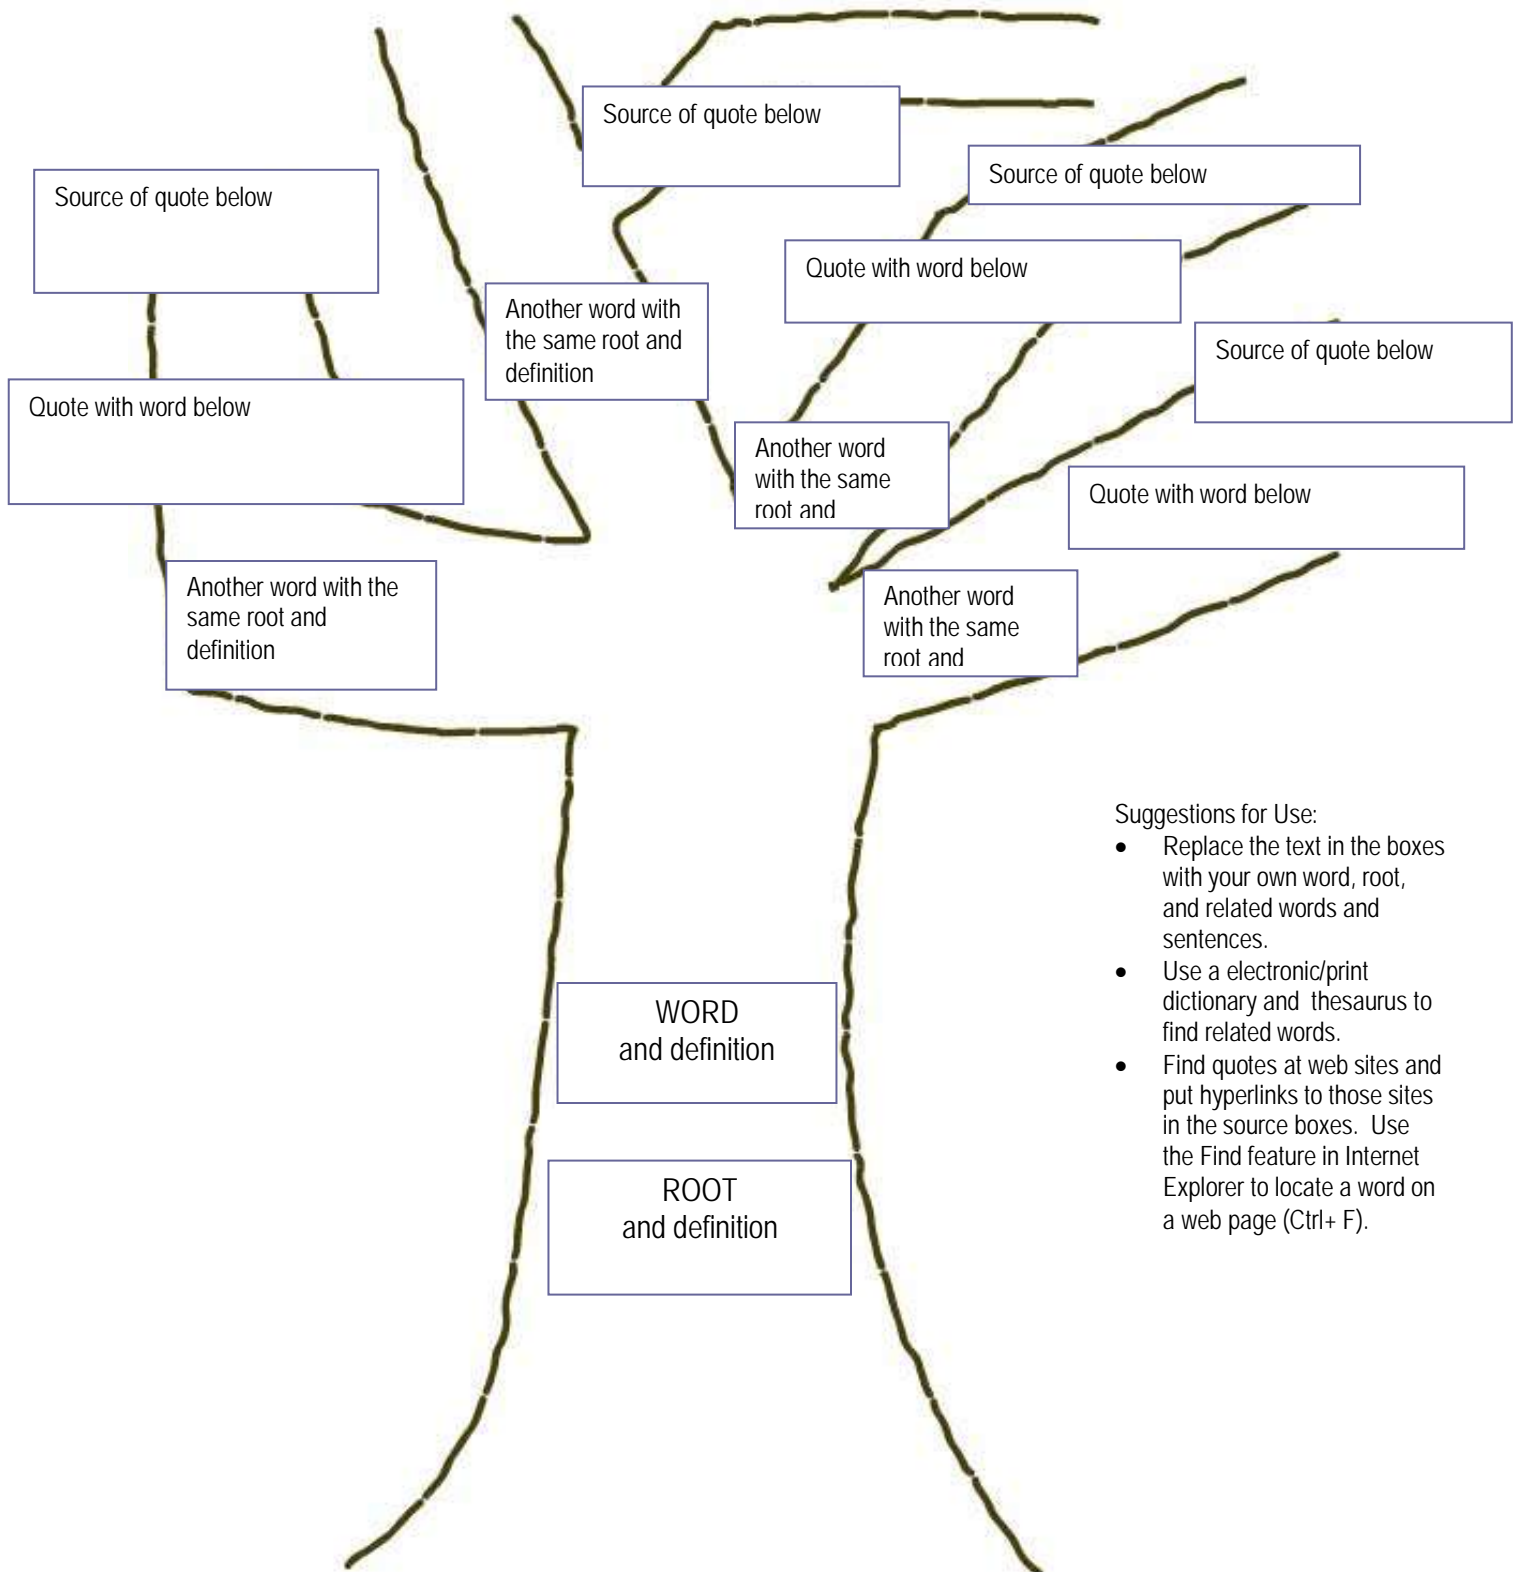 Source of quote below
Source of quote below
Source of quote below
Quote with word below
Another word with
the same root and
definition
Source of quote below
Quote with word below
Another word
with the same
root and
Quote with word below
Another word with the
same root and
definition
Another word
with the same
root and
Suggestions for Use:
• Replace the text in the boxes
with your own word, root,
and related words and
sentences.
• Use a electronic/print
dictionary and thesaurus to
find related words.
• Find quotes at web sites and
put hyperlinks to those sites
in the source boxes. Use
the Find feature in Internet
Explorer to locate a word on
a web page (Ctrl+ F).
WORD
and definition
ROOT
and definition